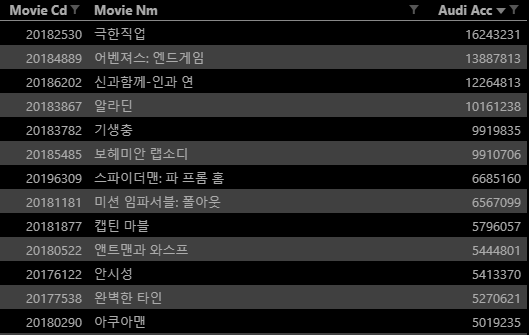 Movie Cd Movie Nm Audi Acc
20182530 극한직업 16243231
20184889 어벤져스: 엔드게임 13887813
20186202 신과함께-인과 연 12264813
20183867 알라딘 10161238
20183782 기생충 9919835
20185485 보헤미안 랩소디 9910706
20196309 스파이더맨: 파 프롬 홈 6685160
20181181 미션 임파서블: 폴아웃 6567099
20181877 캡틴 마블 5796057
20180522 앤트맨과 와스프 5444801
20176122 안시성 5413370
20177538 완벽한 타인 5270621
20180290 아쿠아맨 5019235